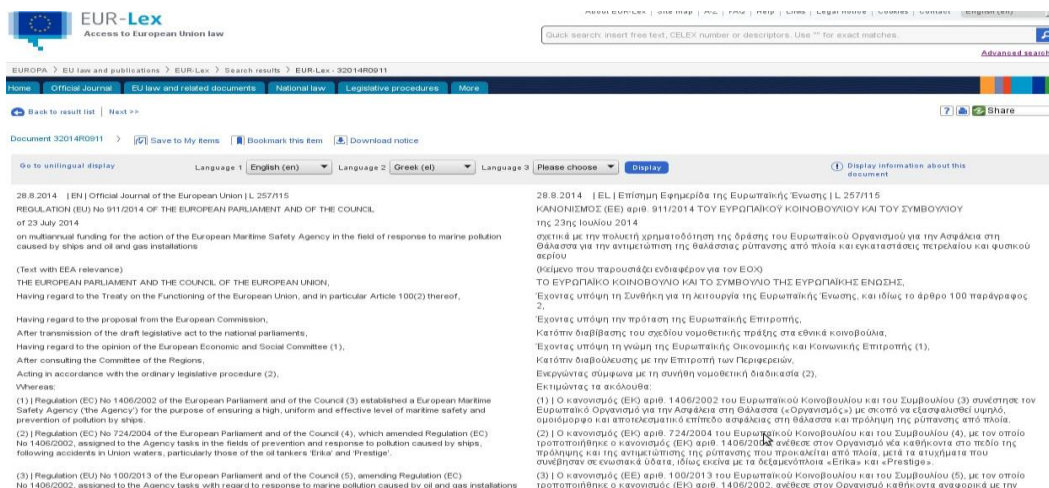 EUR-Lex
Access to European Union law
About EUR-Lex | Site map | A-Z | FAQ | Help | Links | Legal notice | Cookies | Contact English (en)
Quick search: insert free text, CELEX number or descriptors. Use "" for exact matches.
Advanced search
EUROPA > EU law and publications > EUR-Lex > Search results > EUR-Lex - 32014R0911
Home Official Journal EU law and related documents National law Legislative procedures More
Back to result list | Next >>
? Share
Document 32014R0911 > Save to My items Bookmark this item Download notice
Go to unilingual display Language 1 English (en) Language 2 Greek (el) Language 3 Please choose Display
Display information about this
document
28.8.2014 | EN | Official Journal of the European Union | L 257/115
REGULATION (EU) No 911/2014 OF THE EUROPEAN PARLIAMENT AND OF THE COUNCIL
of 23 July 2014
on multiannual funding for the action of the European Maritime Safety Agency in the field of response to marine pollution
caused by ships and oil and gas installations
(Text with EEA relevance)
THE EUROPEAN PARLIAMENT AND THE COUNCIL OF THE EUROPEAN UNION,
Having regard to the Treaty on the Functioning of the European Union, and in particular Article 100(2) thereof,
Having regard to the proposal from the European Commission,
After transmission of the draft legislative act to the national parliaments,
Having regard to the opinion of the European Economic and Social Committee (1),
After consulting the Committee of the Regions,
Acting in accordance with the ordinary legislative procedure (2),
Whereas:
(1) | Regulation (EC) No 1406/2002 of the European Parliament and of the Council (3) established a European Maritime
Safety Agency ('the Agency') for the purpose of ensuring a high, uniform and effective level of maritime safety and
prevention of pollution by ships.
(2) | Regulation (EC) No 724/2004 of the European Parliament and of the Council (4), which amended Regulation (EC)
No 1406/2002, assigned to the Agency tasks in the fields of prevention and response to pollution caused by ships,
following accidents in Union waters, particularly those of the oil tankers 'Erika' and 'Prestige'.
(3) | Regulation (EU) No 100/2013 of the European Parliament and of the Council (5), amending Regulation (EC)
No 1406/2002, assigned to the Agency tasks with regard to response to marine pollution caused by oil and gas installations
28.8.2014 | EL | Επίσημη Εφημερίδα της Ευρωπαϊκής Ένωσης | L 257/115
ΚΑΝΟΝΙΣΜΟΣ (ΕΕ) αριθ. 911/2014 ΤΟΥ ΕΥΡΩΠΑΪΚΟΥ ΚΟΙΝΟΒΟΥΛΙΟΥ ΚΑΙ ΤΟΥ ΣΥΜΒΟΥΛΙΟΥ
της 23ης Ιουλίου 2014
σχετικά με την πολυετή χρηματοδότηση της δράσης του Ευρωπαϊκού Οργανισμού για την Ασφάλεια στη
Θάλασσα για την αντιμετώπιση της θαλάσσιας ρύπανσης από πλοία και εγκαταστάσεις πετρελαίου και φυσικού
αερίου
(Κείμενο που παρουσιάζει ενδιαφέρον για τον ΕΟΧ)
ΤΟ ΕΥΡΩΠΑΪΚΟ ΚΟΙΝΟΒΟΥΛΙΟ ΚΑΙ ΤΟ ΣΥΜΒΟΥΛΙΟ ΤΗΣ ΕΥΡΩΠΑΪΚΗΣ ΕΝΩΣΗΣ,
Έχοντας υπόψη τη Συνθήκη για τη λειτουργία της Ευρωπαϊκής Ένωσης, και ιδίως το άρθρο 100 παράγραφος
2,
Έχοντας υπόψη την πρόταση της Ευρωπαϊκής Επιτροπής,
Κατόπιν διαβίβασης του σχεδίου νομοθετικής πράξης στα εθνικά κοινοβούλια,
Έχοντας υπόψη τη γνώμη της Ευρωπαϊκής Οικονομικής και Κοινωνικής Επιτροπής (1),
Κατόπιν διαβούλευσης με την Επιτροπή των Περιφερειών,
Ενεργώντας σύμφωνα με τη συνήθη νομοθετική διαδικασία (2),
Εκτιμώντας τα ακόλουθα:
(1) | Ο κανονισμός (ΕΚ) αριθ. 1406/2002 του Ευρωπαϊκού Κοινοβουλίου και του Συμβουλίου (3) συνέστησε τον
Ευρωπαϊκό Οργανισμό για την Ασφάλεια στη Θάλασσα («Οργανισμός») με σκοπό να εξασφαλισθεί υψηλό,
ομοιόμορφο και αποτελεσματικό επίπεδο ασφάλειας στη θάλασσα και πρόληψη της ρύπανσης από πλοία.
(2) | Ο κανονισμός (ΕΚ) αριθ. 724/2004 του Ευρωπαϊκού Κοινοβουλίου και του Συμβουλίου (4), με τον οποίο
τροποποιήθηκε ο κανονισμός (ΕΚ) αριθ. 1406/2002, ανέθεσε στον Οργανισμό νέα καθήκοντα στο πεδίο της
πρόληψης και της αντιμετώπισης της ρύπανσης που προκαλείται από πλοία, μετά τα ατυχήματα που
συνέβησαν σε ενωσιακά ύδατα, ιδίως εκείνα με τα δεξαμενόπλοια «Erika» και «Prestige».
(3) | Ο κανονισμός (ΕΕ) αριθ. 100/2013 του Ευρωπαϊκού Κοινοβουλίου και του Συμβουλίου (5), με τον οποίο
τροποποιήθηκε ο κανονισμός (ΕΚ) αριθ. 1406/2002, ανέθεσε στον Οργανισμό καθήκοντα αναφορικά με την